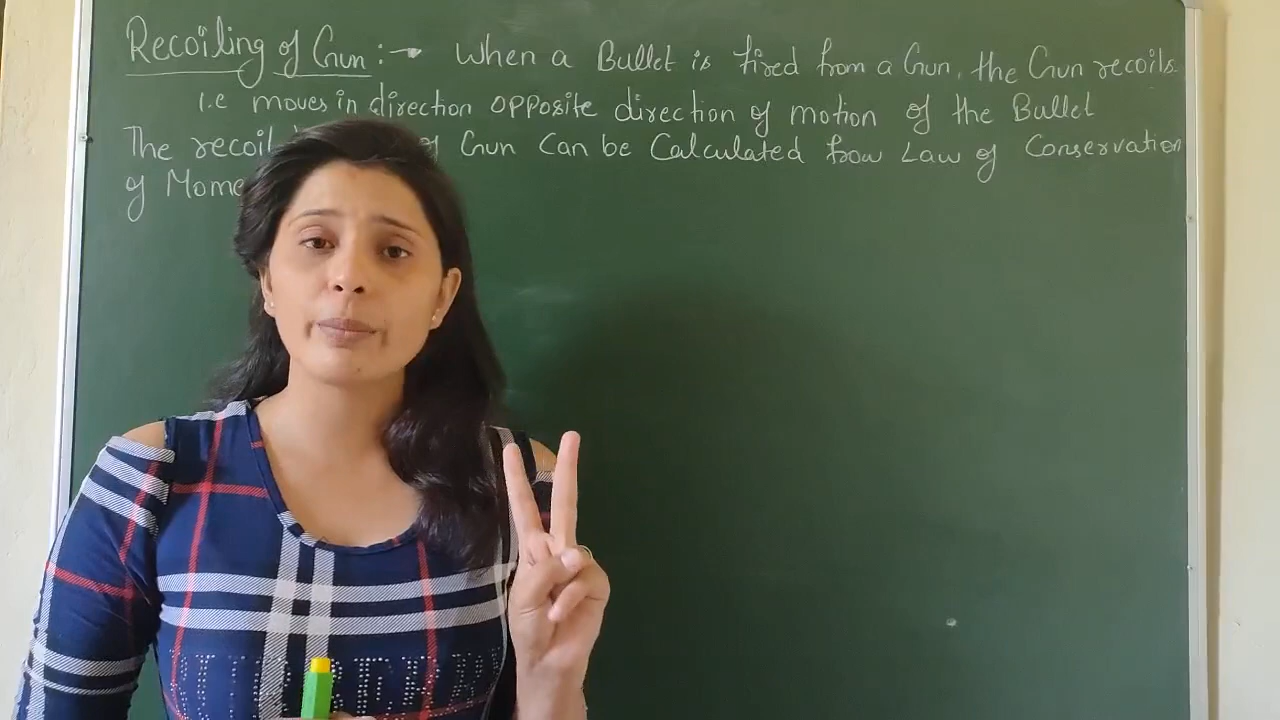 Recoiling of Gun :→ When a Bullet is fired from a Gun, the Gun recoils
i.e moves in direction opposite direction of motion of the Bullet
The recoil of Gun Can be Calculated from Law of Conservation
of Mome